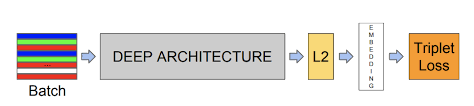 ...
Batch
DEEP ARCHITECTURE
L2
EMBEDDING
Triplet
Loss